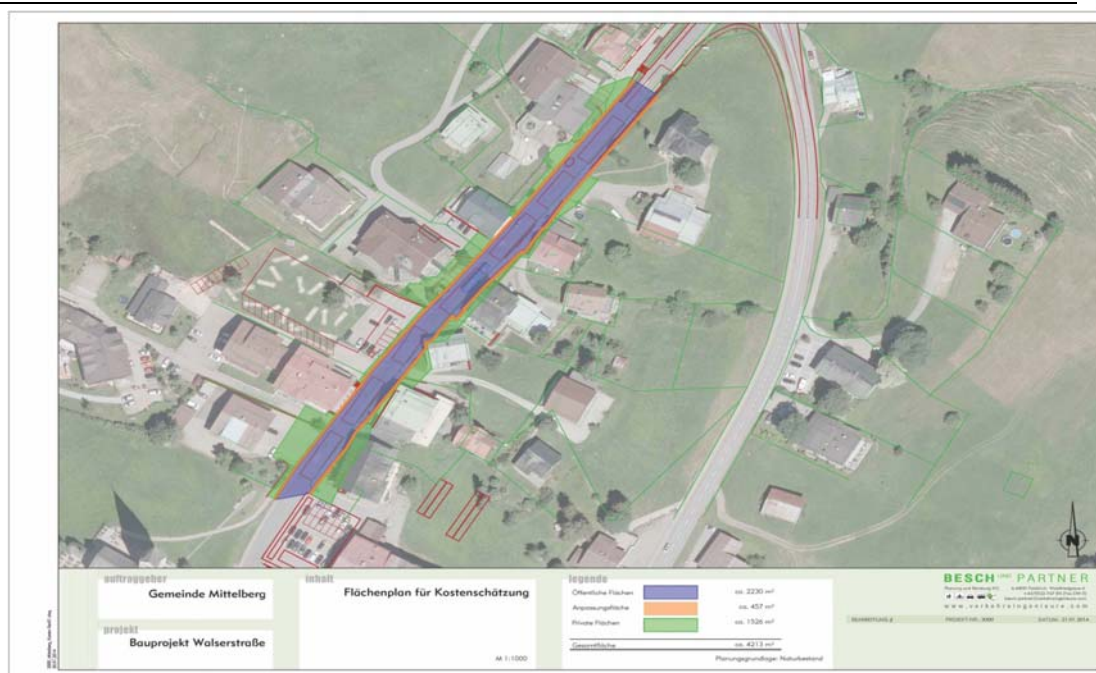 auftraggeber
Gemeinde Mittelberg
projekt
Bauprojekt Walserstraße
inhalt
Flächenplan für Kostenschätzung
M 1:1000
legende
Öffentliche Flächen ca. 2230 m²
Anpassungsfläche ca. 457 m²
Private Flächen ca. 1526 m²
Gesamtfläche ca. 4213 m²
Planungsgrundlage: Naturbestand
BESCH UND PARTNER
www.verkehrsingenieure.com
N